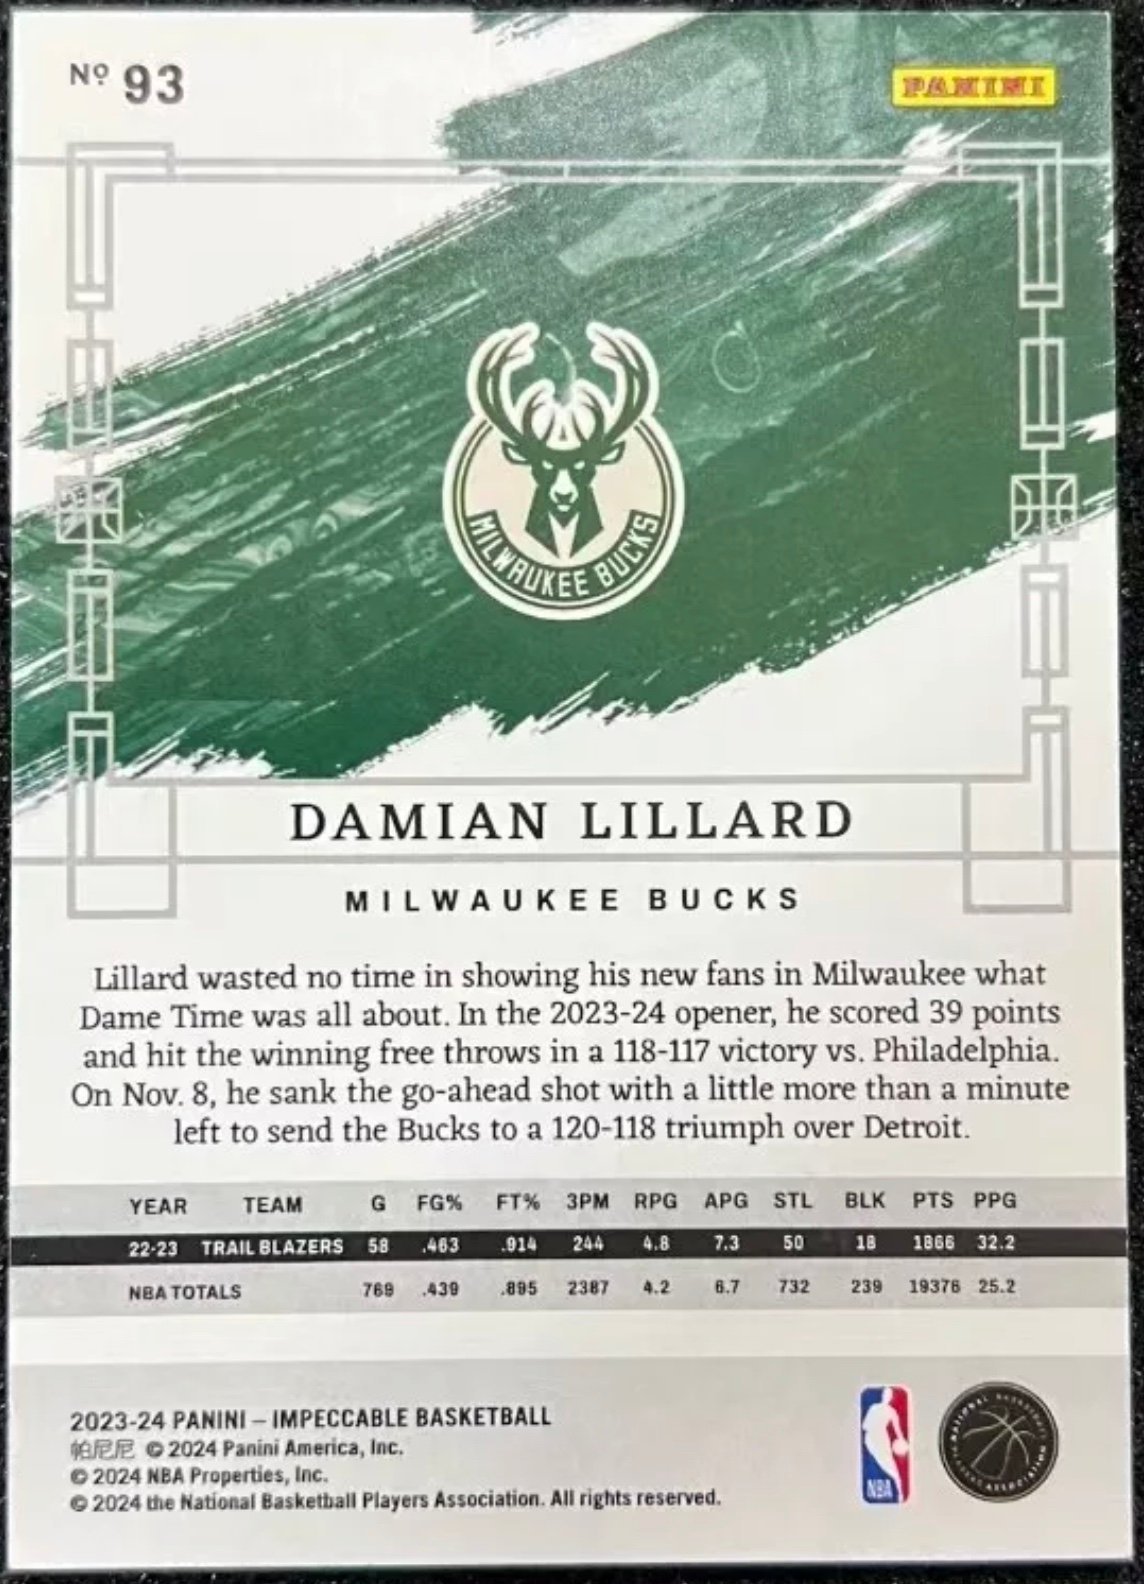 Nº 93
PANINI
MILWAUKEE BUCKS
DAMIAN LILLARD
MILWAUKEE BUCKS
Lillard wasted no time in showing his new fans in Milwaukee what
Dame Time was all about. In the 2023-24 opener, he scored 39 points
and hit the winning free throws in a 118-117 victory vs. Philadelphia.
On Nov. 8, he sank the go-ahead shot with a little more than a minute
left to send the Bucks to a 120-118 triumph over Detroit.
YEAR TEAM G FG% FT% 3PM RPG APG STL BLK PTS PPG
22-23 TRAIL BLAZERS 58 .463 .914 244 4.8 7.3 50 18 1866 32.2
NBA TOTALS 769 .439 .895 2387 4.2 6.7 732 239 19376 25.2
2023-24 PANINI – IMPECCABLE BASKETBALL
帕尼尼 © 2024 Panini America, Inc.
© 2024 NBA Properties, Inc.
© 2024 the National Basketball Players Association. All rights reserved.
NBA
NATIONAL BASKETBALL PLAYERS ASSOCIATION